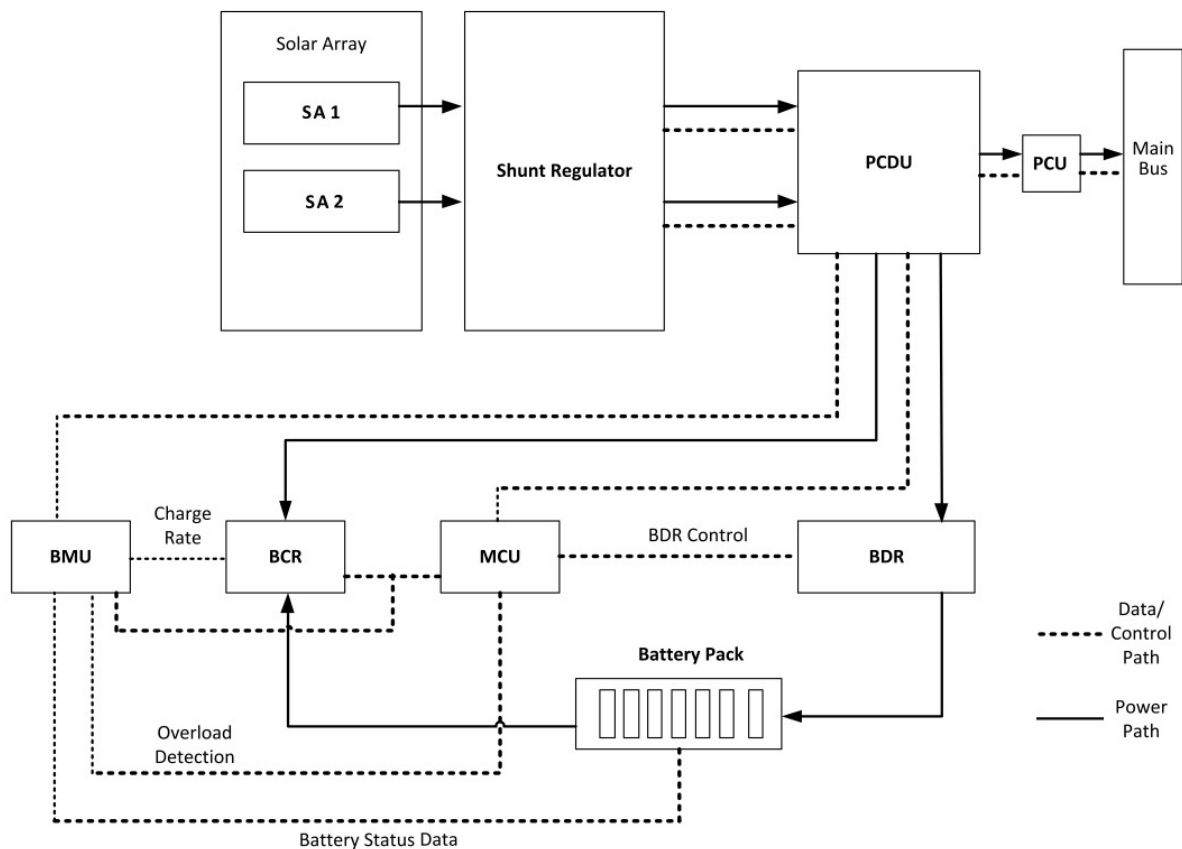 Solar Array
SA 1
SA 2
Shunt Regulator
PCDU
PCU
Main
Bus
Charge
Rate
BMU
BCR
MCU
BDR Control
BDR
Data/
Control
Path
Battery Pack
Power
Path
Overload
Detection
Battery Status Data